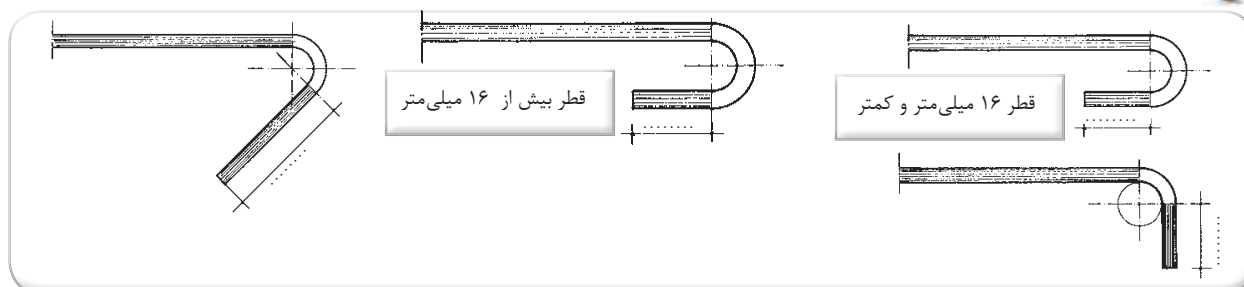 قطر ۱۶ میلی‌متر و کمتر
قطر بیش از ۱۶ میلی‌متر